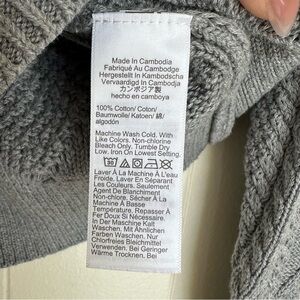 Made in Cambodia
Fabriqué Au Cambodge
Hergestellt in Kambodscha
Vervaardigd In Cambodja
カンボジア製
hecho en camboya
100% Cotton/ Coton/
Baumwolle/ Katoen/ 綿/
algodón
Machine Wash Cold. With
Like Colors. Non-chlorine
Bleach Only. Tumble Dry
Low. Iron On Lowest Setting.
30
Laver À La Machine À L'eau
Froide. Laver En Séparant
Les Couleurs. Seulement
Agent De Blanchiment
Non-chloré. Sécher À La
Machine À Basse
Température. Repasser À
Fer Doux Si Nécessaire.
In Der Maschine Kalt
Waschen. Mit Ähnlichen
Farben Waschen. Nur
Chlorfreies Bleichmittel
Verwenden. Bei Geringer
Wärme Trocknen. Bei